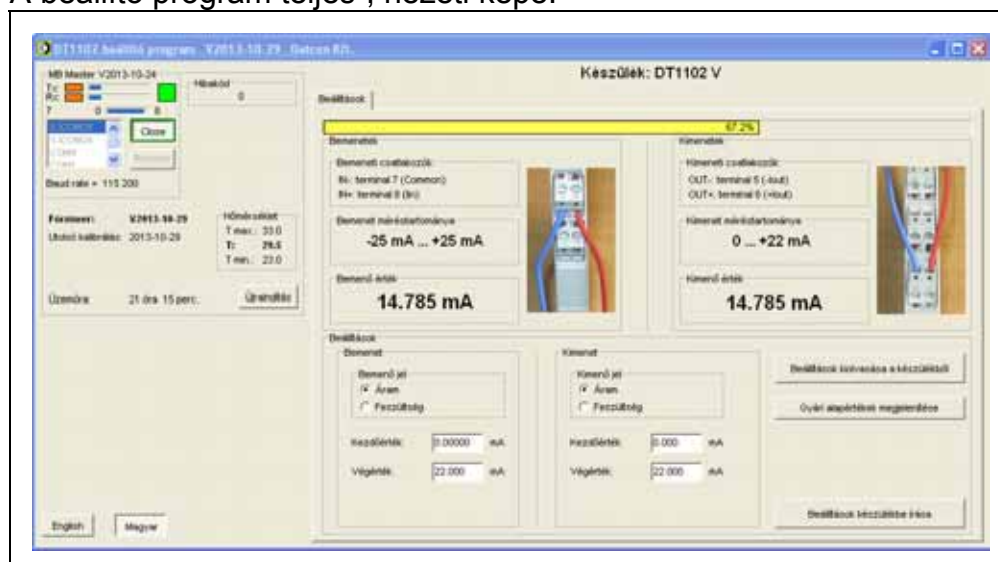 A beállító program teljes , nézeti képe:
DT1102 beállító program V2013-10-29 Datcon Kft.
MB Master V2013-10-24
Tx:
Rx:
Hibakód
0
7 0 8
Close
Baud rate = 115 200
Förmver: V2013-10-29
Utolsó kalibrálás: 2013-10-28
Hőmérséklet
T max.: 33.0
T: 29.5
T min.: 23.0
Üzemóra: 21 óra 15 perc.
Újraindítás
English
Magyar
Készülék: DT1102 V
Beállítások
67.2%
Bemenetek
Bemeneti csatlakozók
IN-: terminal 7 (Common)
IN+: terminal 8 (Iin)
Bemenet méréstartománya
-25 mA ... +25 mA
Bemenő érték
14.785 mA
Kimenetek
Kimeneti csatlakozók
OUT-: terminal 5 (-Iout)
OUT+: terminal 6 (+Iout)
Kimenet méréstartománya
0 ... +22 mA
Kimenő érték
14.785 mA
Beállítások
Bemenet
Bemenő jel
Áram
Feszültség
Kezdőérték: 0.00000 mA
Végérték: 22.000 mA
Kimenet
Kimenő jel
Áram
Feszültség
Kezdőérték: 0.000 mA
Végérték: 22.000 mA
Beállítások kiolvasása a készülékből
Gyári alapértékek megjelenítése
Beállítások készülékbe írása